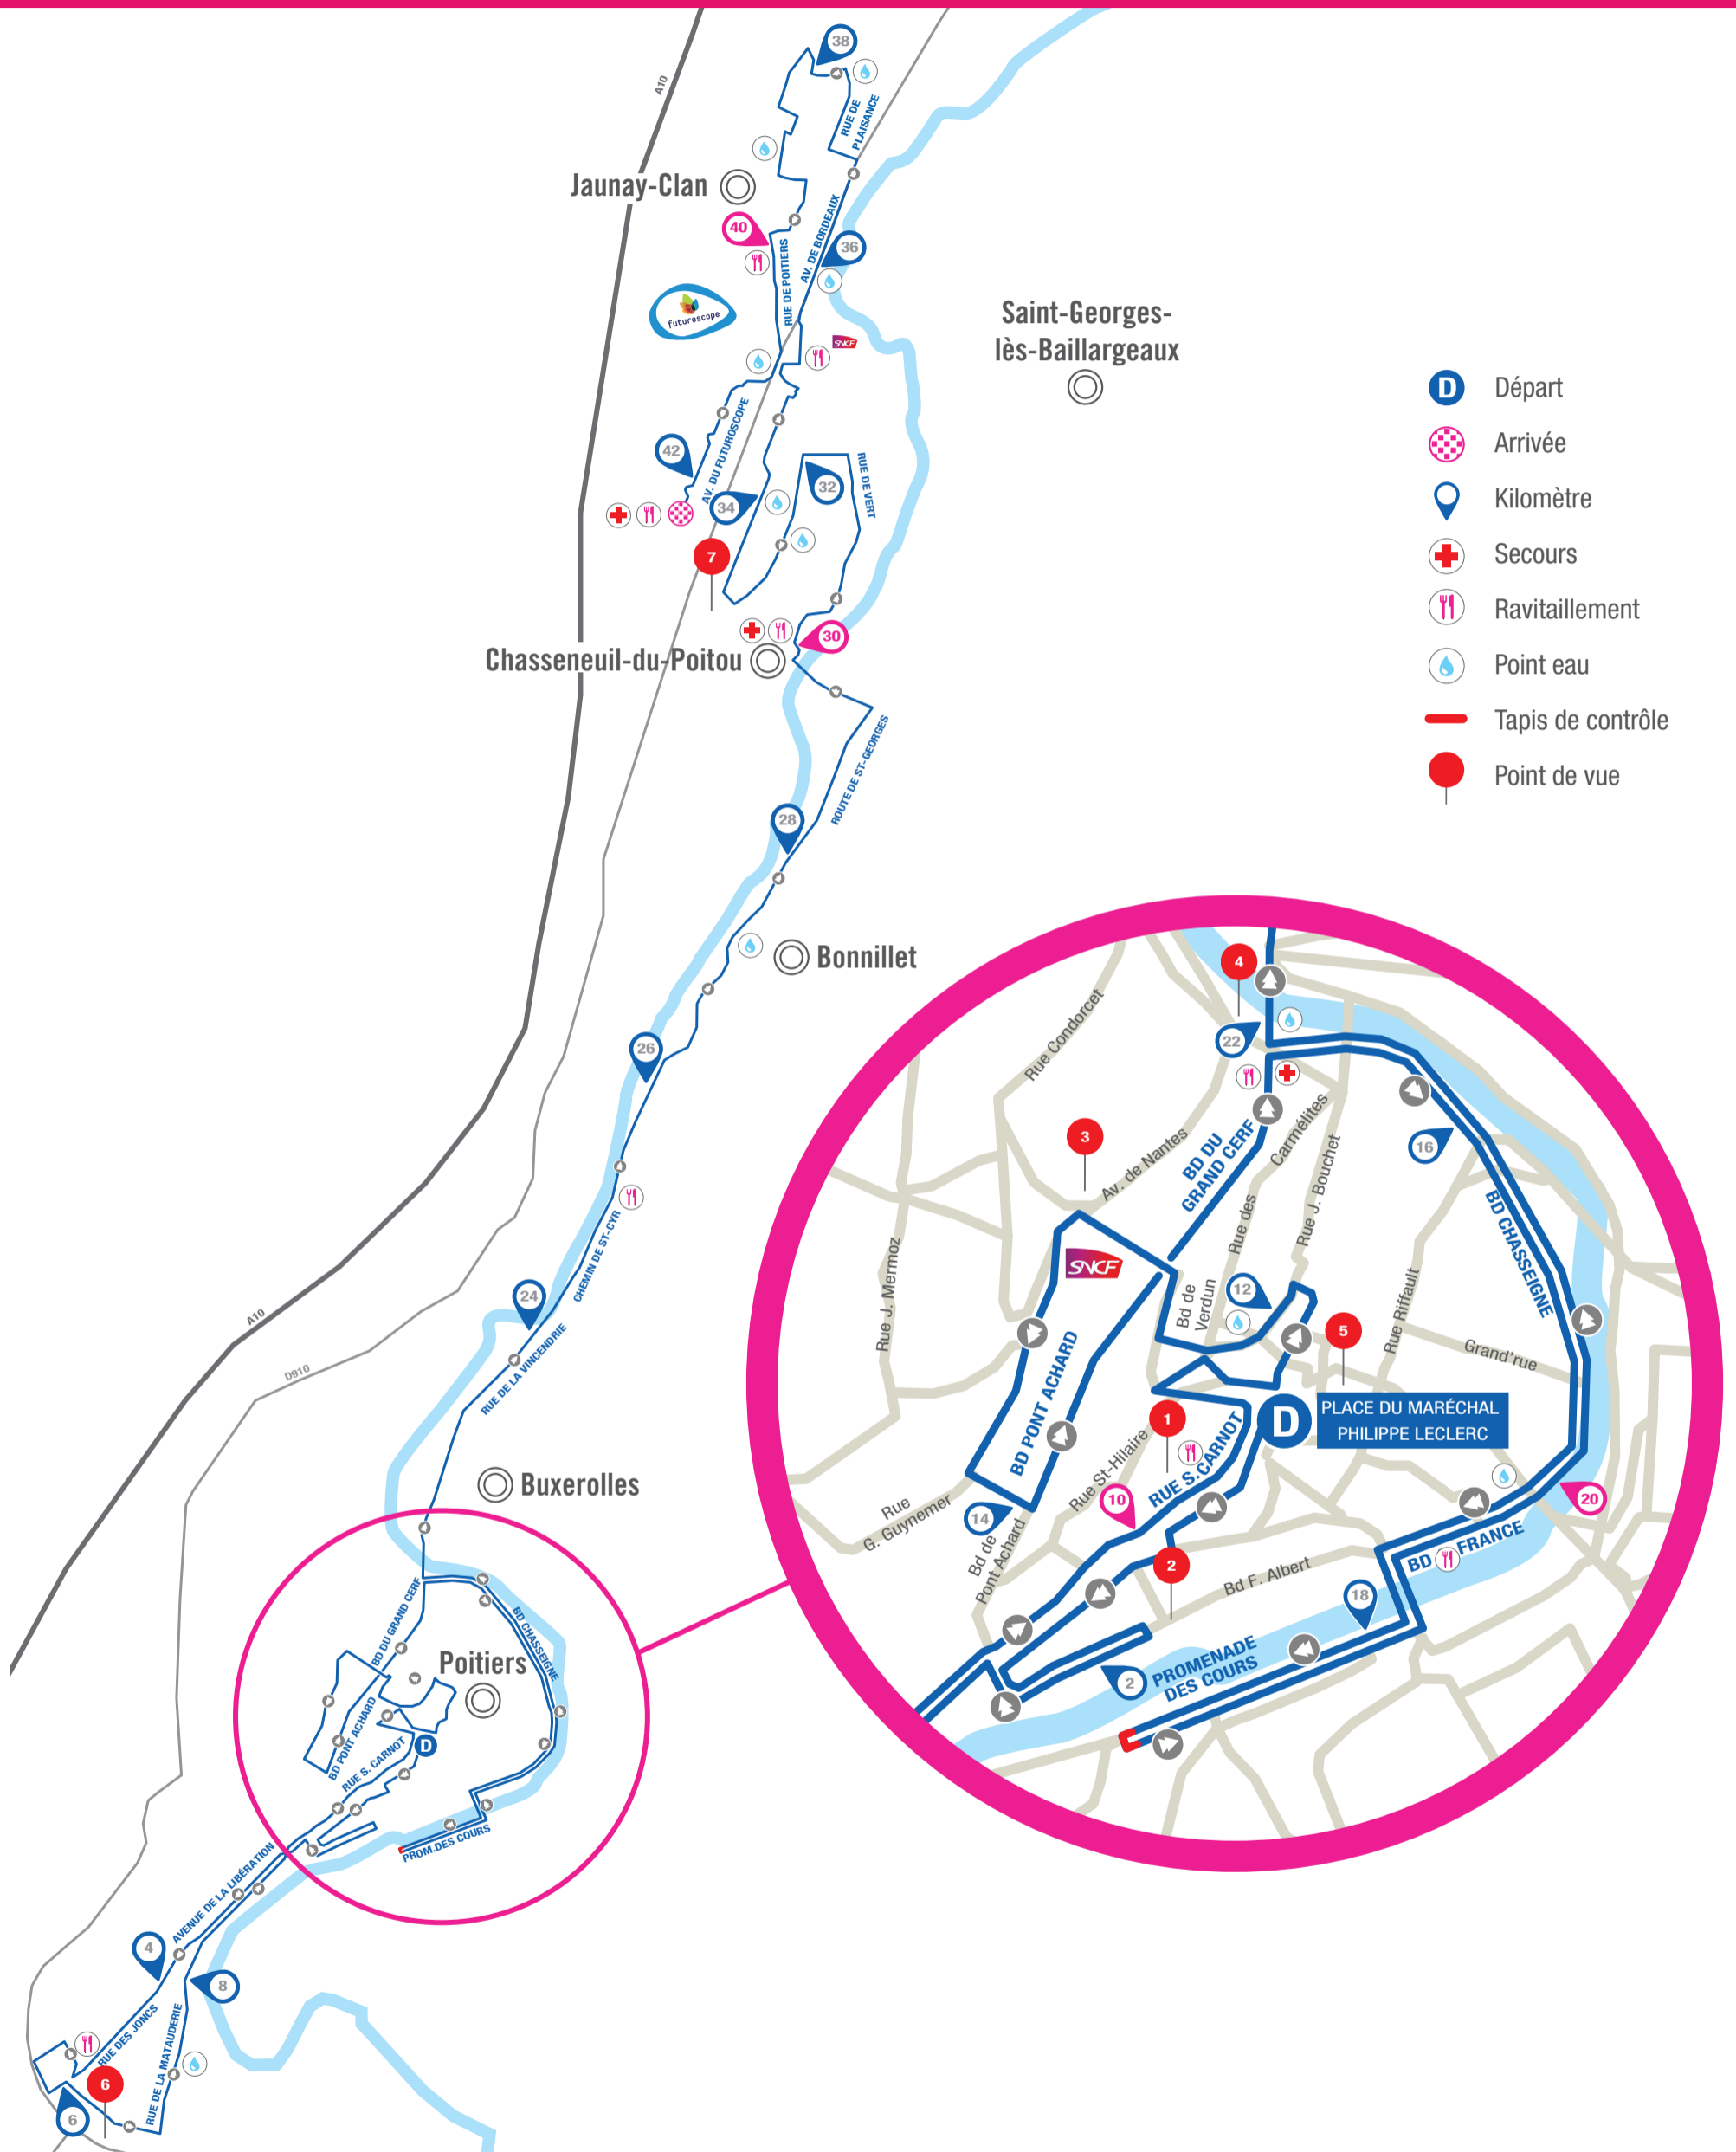 38
A10
RUE DE
PLAISANCE
Jaunay-Clan
40
AV. DE BORDEAUX
36
RUE DE POITIERS
futuroscope
SNCF
Saint-Georges-
lès-Baillargeaux
D Départ
Arrivée
Kilomètre
Secours
Ravitaillement
Point eau
Tapis de contrôle
Point de vue
42
AV. DU FUTUROSCOPE
34
32
RUE DE VERT
7
30
Chasseneuil-du-Poitou
ROUTE DE ST-GEORGES
28
Bonnillet
26
CHEMIN DE ST-CYR
24
RUE DE LA VINCENDRIE
A10
D910
Buxerolles
BD DU GRAND CERF
BD CHASSEIGNE
Poitiers
BD PONT ACHARD
RUE S. CARNOT
D
PROM.DES COURS
AVENUE DE LA LIBÉRATION
4
8
RUE DES JONCS
RUE DE LA MATAUDERIE
6
6
4
22
Rue Condorcet
3
Av. de Nantes
BD DU
GRAND CERF
Rue des
Carmélites
Rue J. Bouchet
16
BD CHASSEIGNE
Rue J. Mermoz
SNCF
Bd de
Verdun
12
5
Rue Riffault
Grand'rue
BD PONT ACHARD
D
PLACE DU MARÉCHAL
PHILIPPE LECLERC
1
Rue St-Hilaire
RUE S.CARNOT
10
Rue
G. Guynemer
14
Bd de
Pont Achard
2
Bd F. Albert
BD FRANCE
20
18
2
PROMENADE
DES COURS